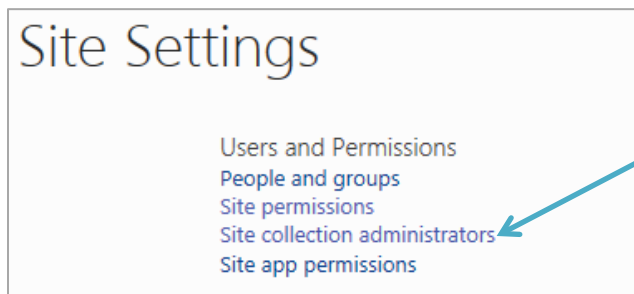 Site Settings
Users and Permissions
People and groups
Site permissions
Site collection administrators
Site app permissions